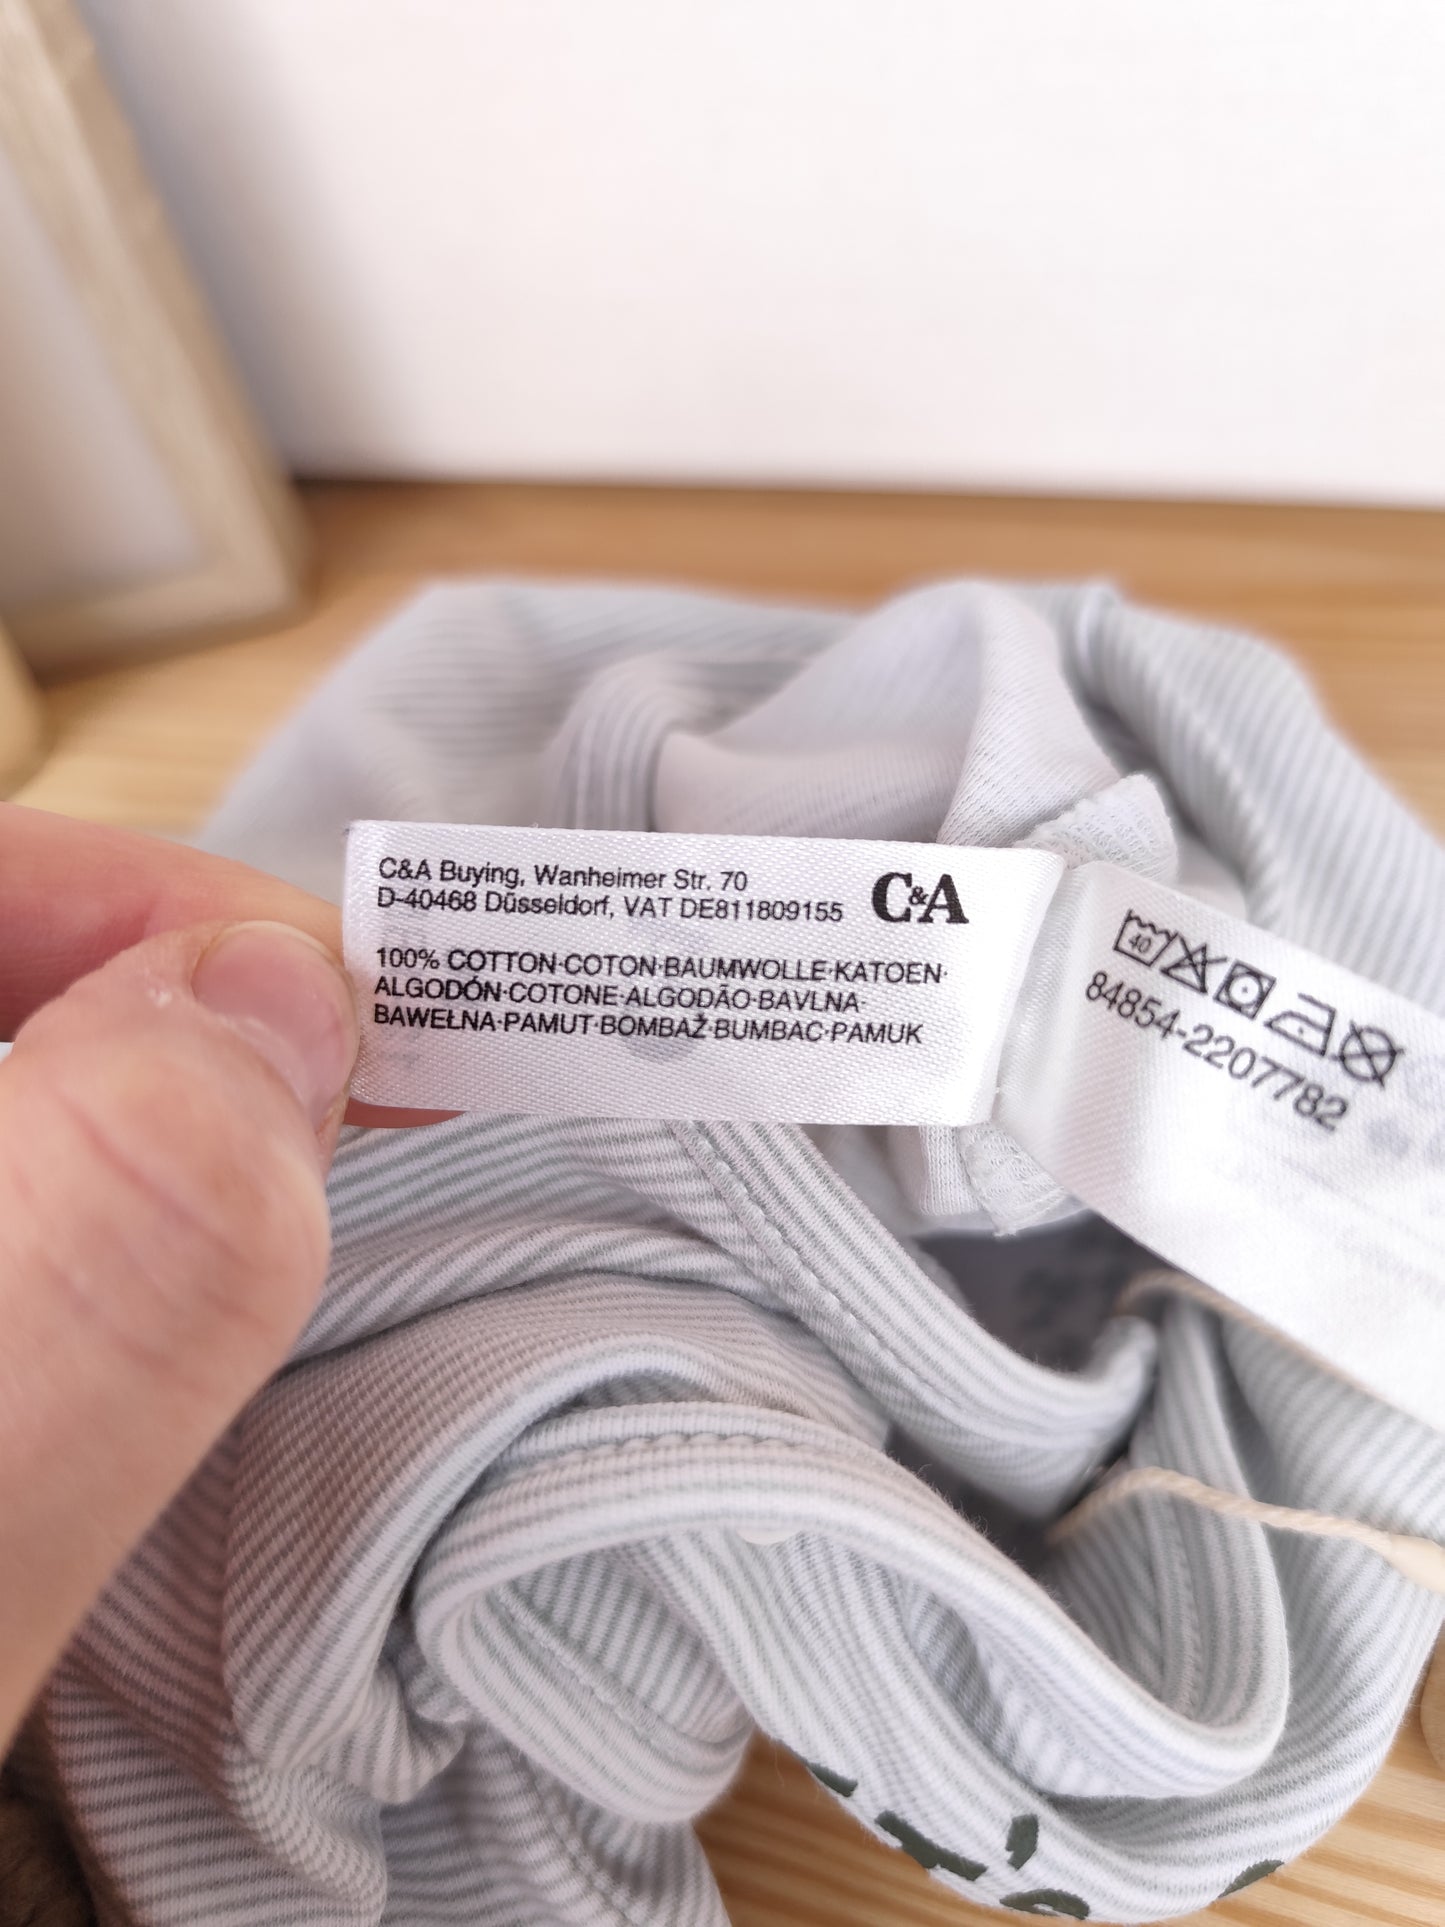 C&A Buying, Wanheimer Str. 70
D-40468 Düsseldorf, VAT DE811809155
C&A
100% COTTON·COTON·BAUMWOLLE·KATOEN·
ALGODÓN·COTONE·ALGODÃO·BAVLNA·
BAWEŁNA·PAMUT·BOMBAŽ·BUMBAC·PAMUK
40
84854-2207782